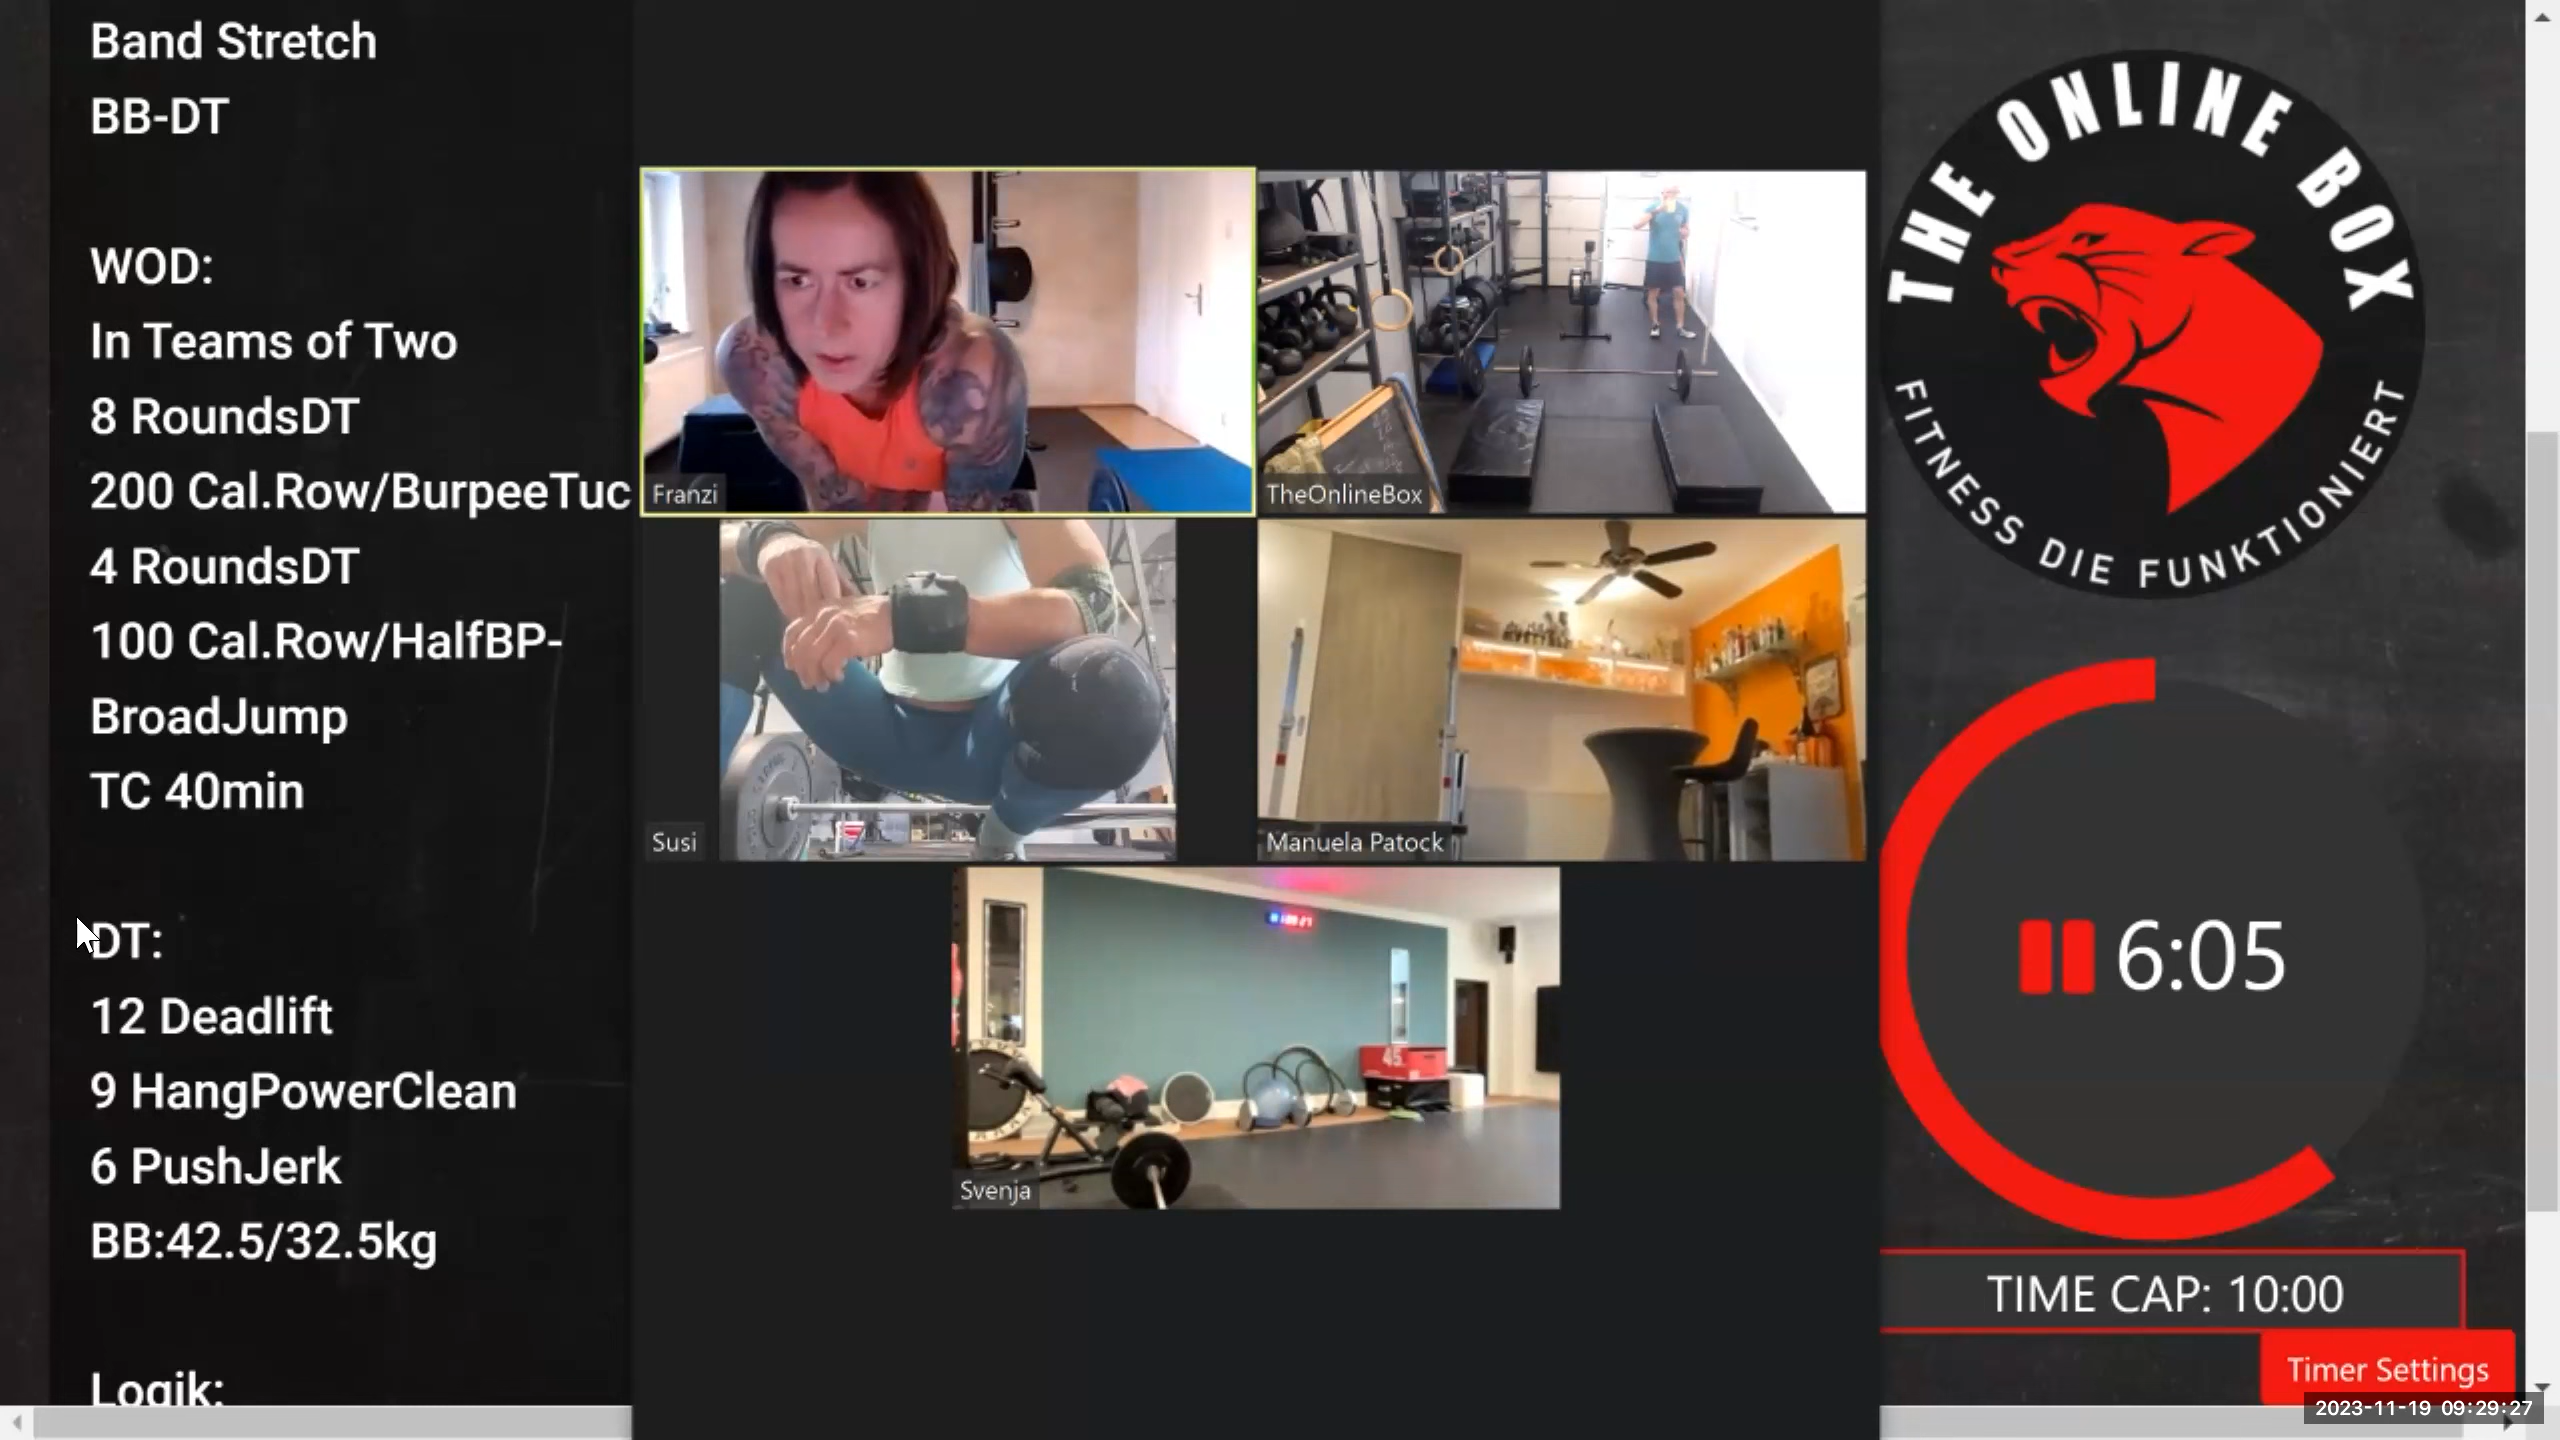 Band Stretch
BB-DT
WOD:
In Teams of Two
8 RoundsDT
200 Cal.Row/BurpeeTuc
4 RoundsDT
100 Cal.Row/HalfBP-
BroadJump
TC 40min
DT:
12 Deadlift
9 HangPowerClean
6 PushJerk
BB:42.5/32.5kg
Logik:
Franzi
TheOnlineBox
Susi
Manuela Patock
45
Svenja
THE ONLINE BOX
FITNESS DIE FUNKTIONIERT
6:05
TIME CAP: 10:00
Timer Settings
2023-11-19 09:29:27